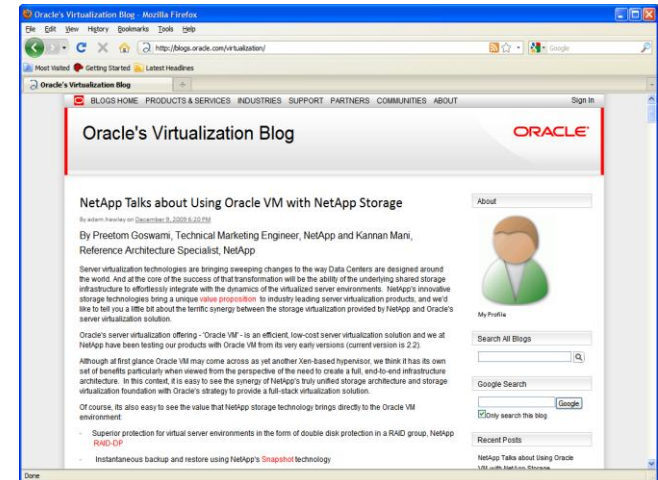 Oracle's Virtualization Blog - Mozilla Firefox
File Edit View History Bookmarks Tools Help
http://blogs.oracle.com/virtualization/
Google
Most Visited Getting Started Latest Headlines
Oracle's Virtualization Blog
BLOGS HOME PRODUCTS & SERVICES INDUSTRIES SUPPORT PARTNERS COMMUNITIES ABOUT Sign In
Oracle's Virtualization Blog
ORACLE
NetApp Talks about Using Oracle VM with NetApp Storage
By adam.hawley on December 9, 2009 6:20 PM
By Preetom Goswami, Technical Marketing Engineer, NetApp and Kannan Mani,
Reference Architecture Specialist, NetApp
Server virtualization technologies are bringing sweeping changes to the way Data Centers are designed around
the world. And at the core of the success of that transformation will be the ability of the underlying shared storage
infrastructure to effortlessly integrate with the dynamics of the virtualized server environments. NetApp's innovative
storage technologies bring a unique value proposition to industry leading server virtualization products, and we'd
like to tell you a little bit about the terrific synergy between the storage virtualization provided by NetApp and Oracle's
server virtualization solution.
Oracle's server virtualization offering - 'Oracle VM' - is an efficient, low-cost server virtualization solution and we at
NetApp have been testing our products with Oracle VM from its very early versions (current version is 2.2).
Although at first glance Oracle VM may come across as yet another Xen-based hypervisor, we think it has its own
set of benefits particularly when viewed from the perspective of the need to create a full, end-to-end infrastructure
architecture. In this context, it is easy to see the synergy of NetApp's truly unified storage architecture and storage
virtualization foundation with Oracle's strategy to provide a full-stack virtualization solution.
Of course, its also easy to see the value that NetApp storage technology brings directly to the Oracle VM
environment:
- Superior protection for virtual server environments in the form of double disk protection in a RAID group, NetApp
RAID-DP
- Instantaneous backup and restore using NetApp's Snapshot technology
About
My Profile
Search All Blogs
Google Search
Google
Only search this blog
Recent Posts
NetApp Talks about Using Oracle
VM with NetApp Storage
Done